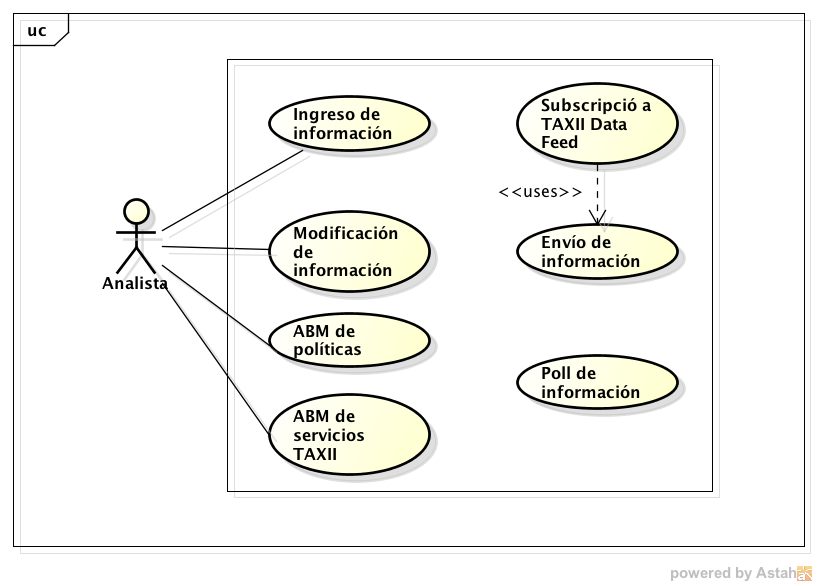 uc
Ingreso de
información
Subscripció a
TAXII Data
Feed
<<uses>>
Modificación
de
información
Envío de
información
Analista
ABM de
políticas
Poll de
información
ABM de
servicios
TAXII
powered by Astah